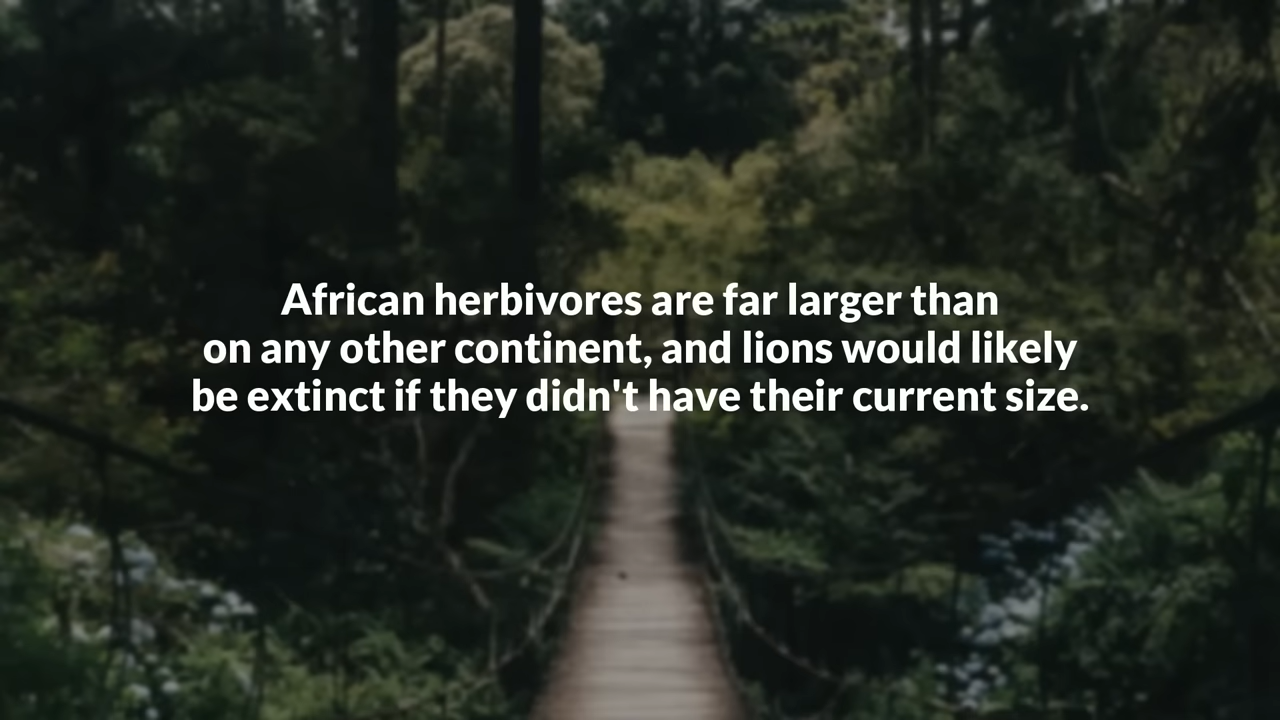 African herbivores are far larger than
on any other continent, and lions would likely
be extinct if they didn't have their current size.